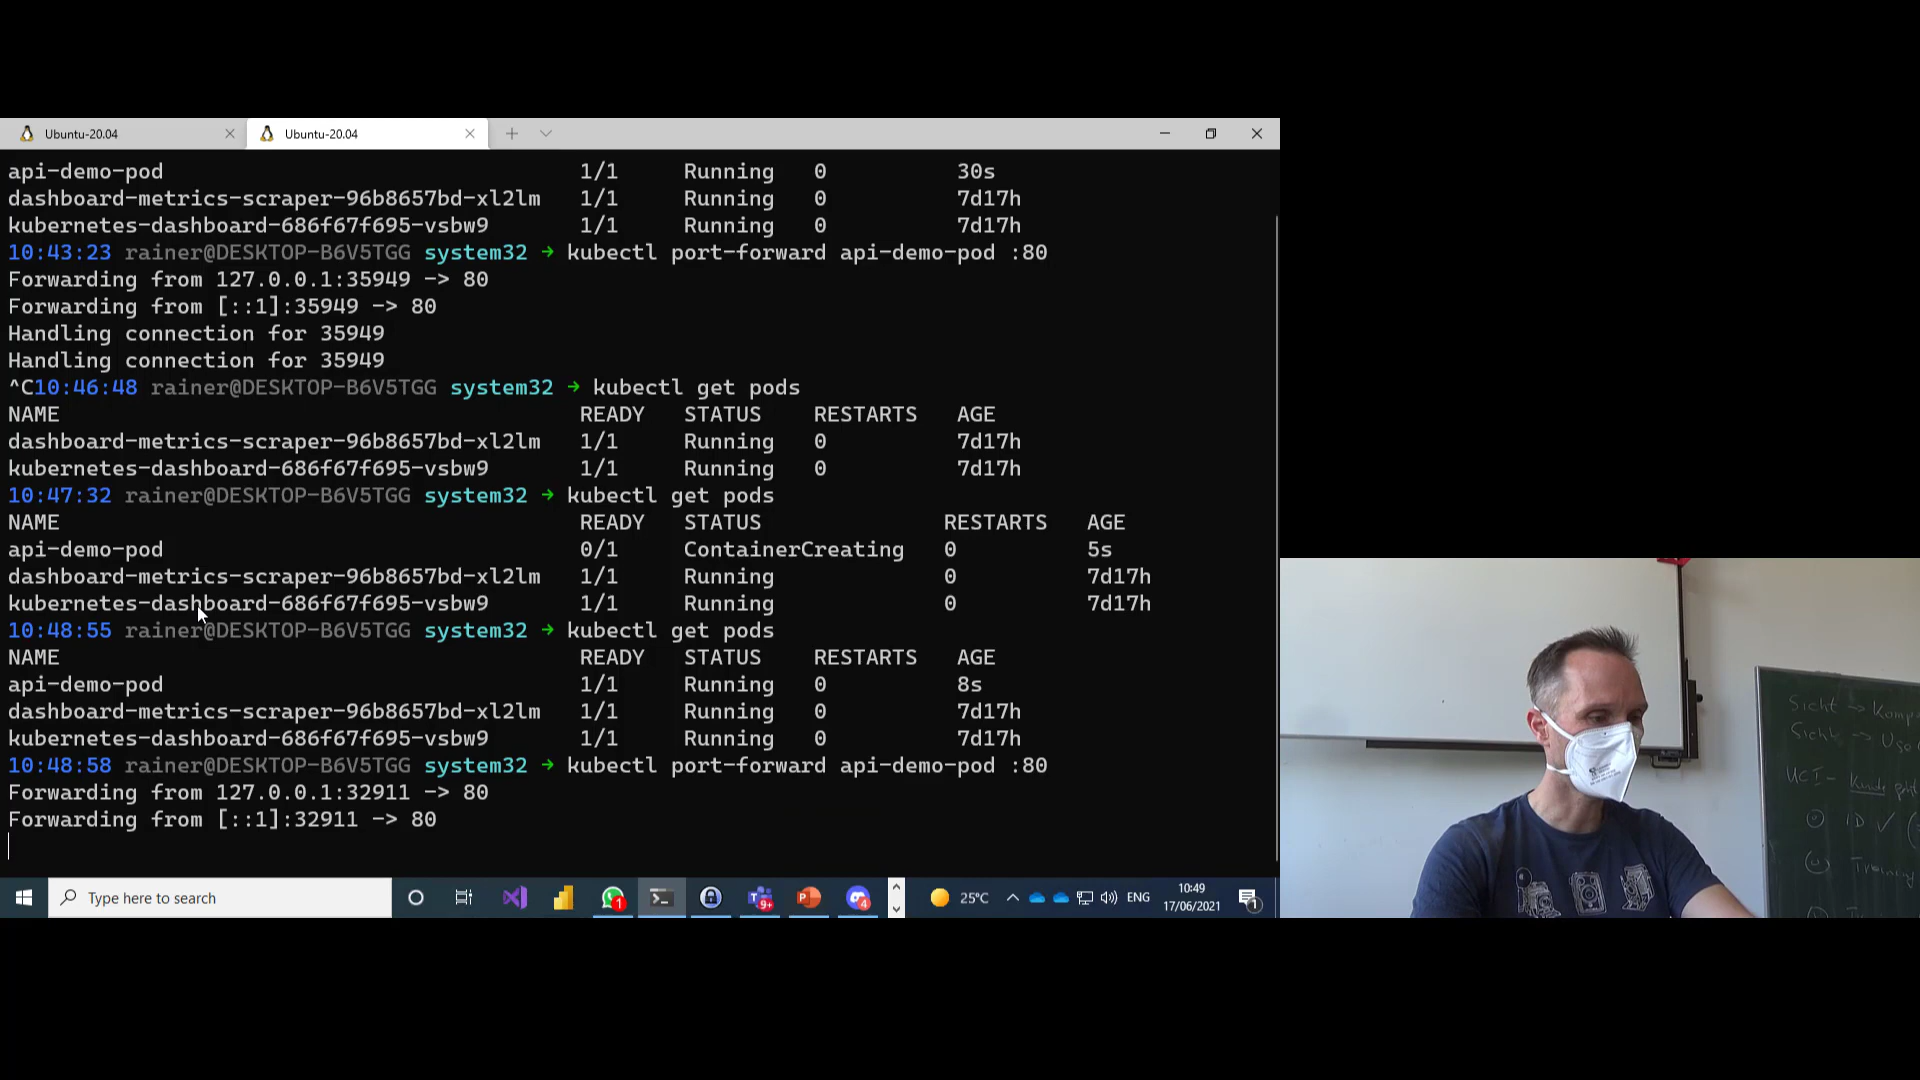 Ubuntu-20.04
Ubuntu-20.04
api-demo-pod 1/1 Running 0 30s
dashboard-metrics-scraper-96b8657bd-xl2lm 1/1 Running 0 7d17h
kubernetes-dashboard-686f67f695-vsbw9 1/1 Running 0 7d17h
10:43:23 rainer@DESKTOP-B6V5TGG system32 → kubectl port-forward api-demo-pod :80
Forwarding from 127.0.0.1:35949 -> 80
Forwarding from [::1]:35949 -> 80
Handling connection for 35949
Handling connection for 35949
^C10:46:48 rainer@DESKTOP-B6V5TGG system32 → kubectl get pods
NAME READY STATUS RESTARTS AGE
dashboard-metrics-scraper-96b8657bd-xl2lm 1/1 Running 0 7d17h
kubernetes-dashboard-686f67f695-vsbw9 1/1 Running 0 7d17h
10:47:32 rainer@DESKTOP-B6V5TGG system32 → kubectl get pods
NAME READY STATUS RESTARTS AGE
api-demo-pod 0/1 ContainerCreating 0 5s
dashboard-metrics-scraper-96b8657bd-xl2lm 1/1 Running 0 7d17h
kubernetes-dashboard-686f67f695-vsbw9 1/1 Running 0 7d17h
10:48:55 rainer@DESKTOP-B6V5TGG system32 → kubectl get pods
NAME READY STATUS RESTARTS AGE
api-demo-pod 1/1 Running 0 8s
dashboard-metrics-scraper-96b8657bd-xl2lm 1/1 Running 0 7d17h
kubernetes-dashboard-686f67f695-vsbw9 1/1 Running 0 7d17h
10:48:58 rainer@DESKTOP-B6V5TGG system32 → kubectl port-forward api-demo-pod :80
Forwarding from 127.0.0.1:32911 -> 80
Forwarding from [::1]:32911 -> 80
Type here to search
1
9+
4
25°C
ENG
10:49
17/06/2021
1
Sicht → Komp
Sicht →
UCI- Kunde
ID ✓
Training